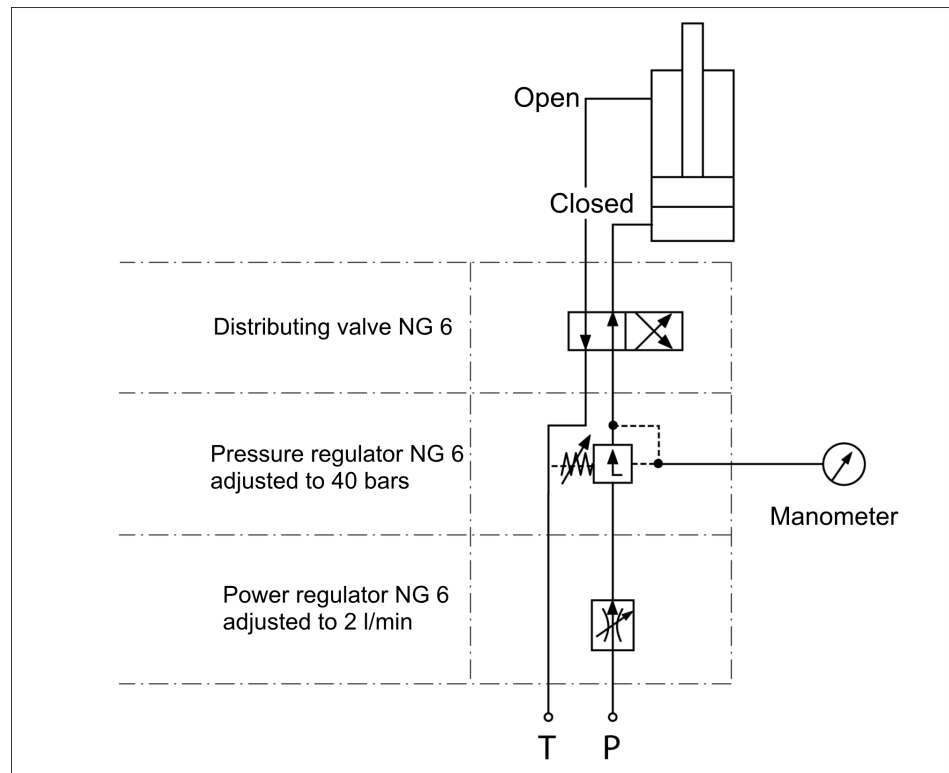 Open
Closed
Distributing valve NG 6
Pressure regulator NG 6
adjusted to 40 bars
Manometer
Power regulator NG 6
adjusted to 2 l/min
T P